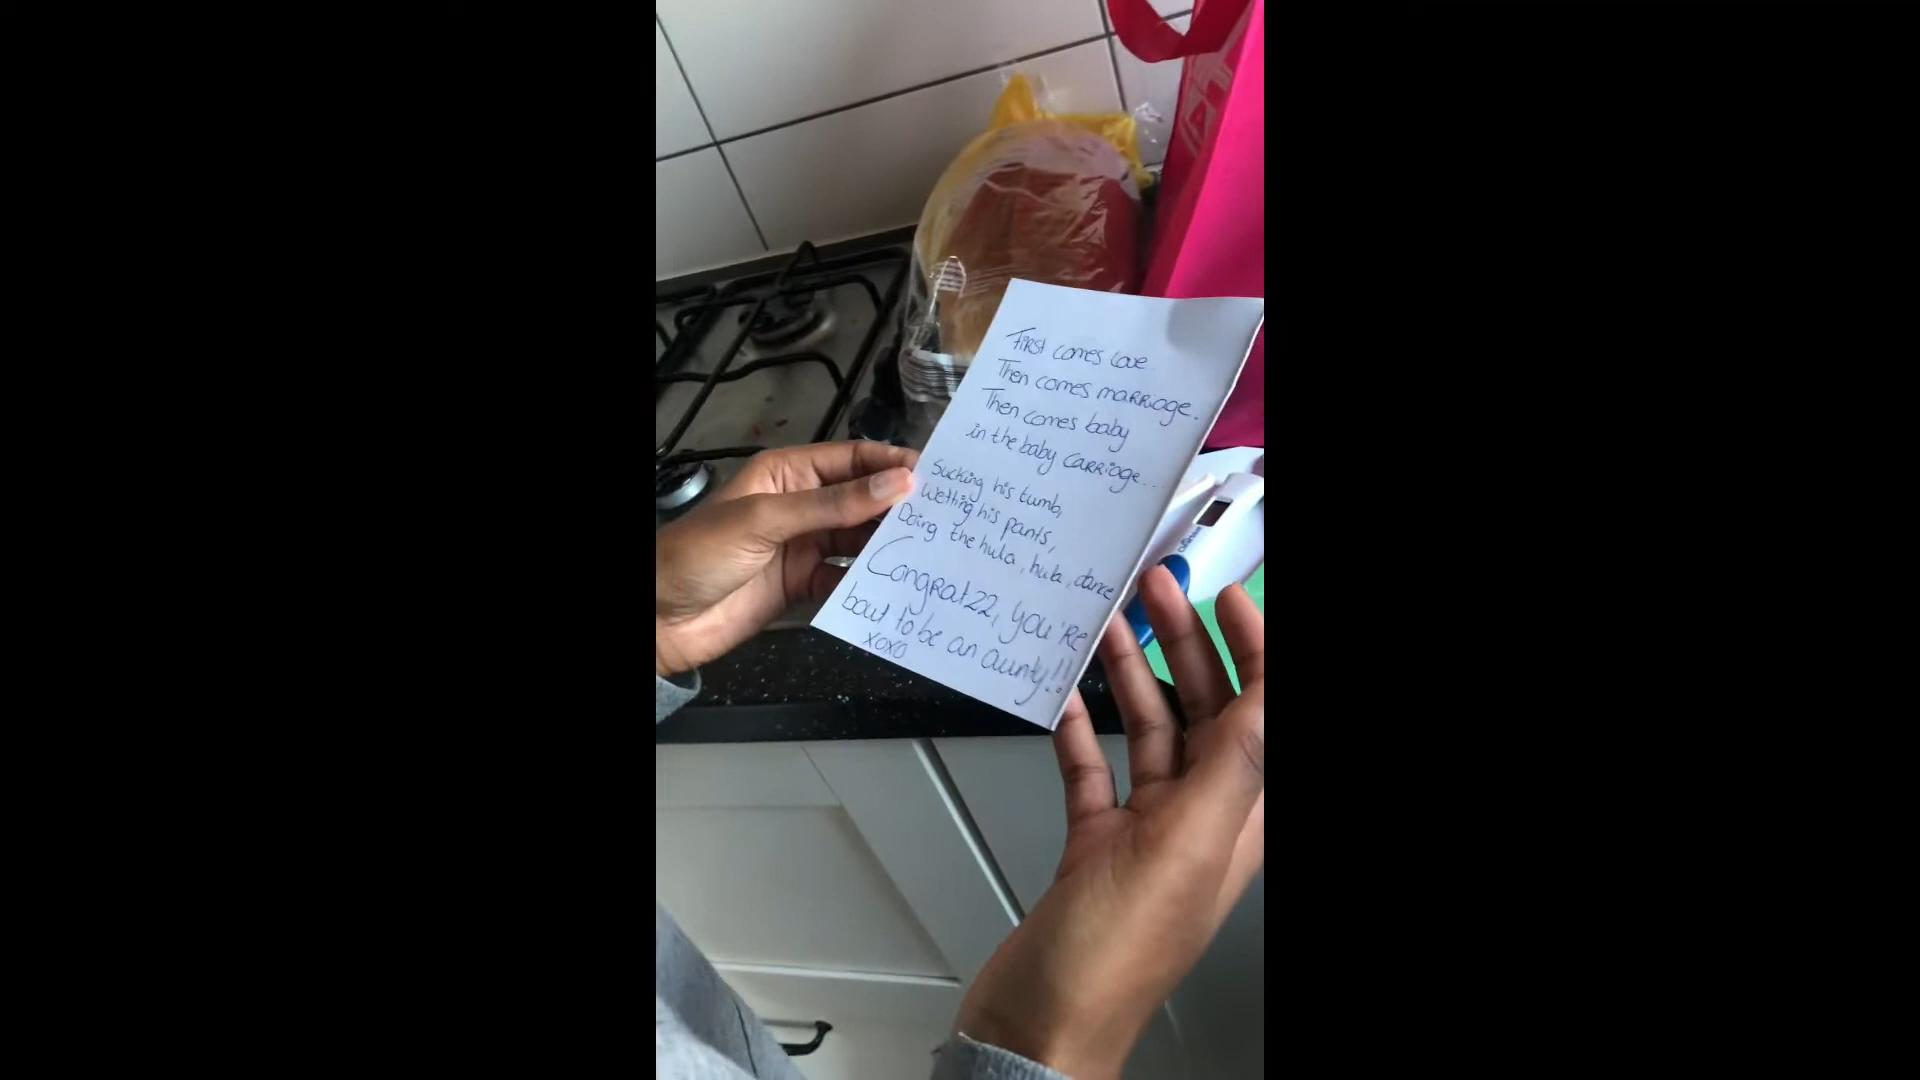 First comes love
Then comes marriage.
Then comes baby
in the baby carriage...
Sucking his tumb,
Wetting his pants,
Doing the hula, hula, dance
Congratzz, you're
bout to be an aunty!!
xoxo